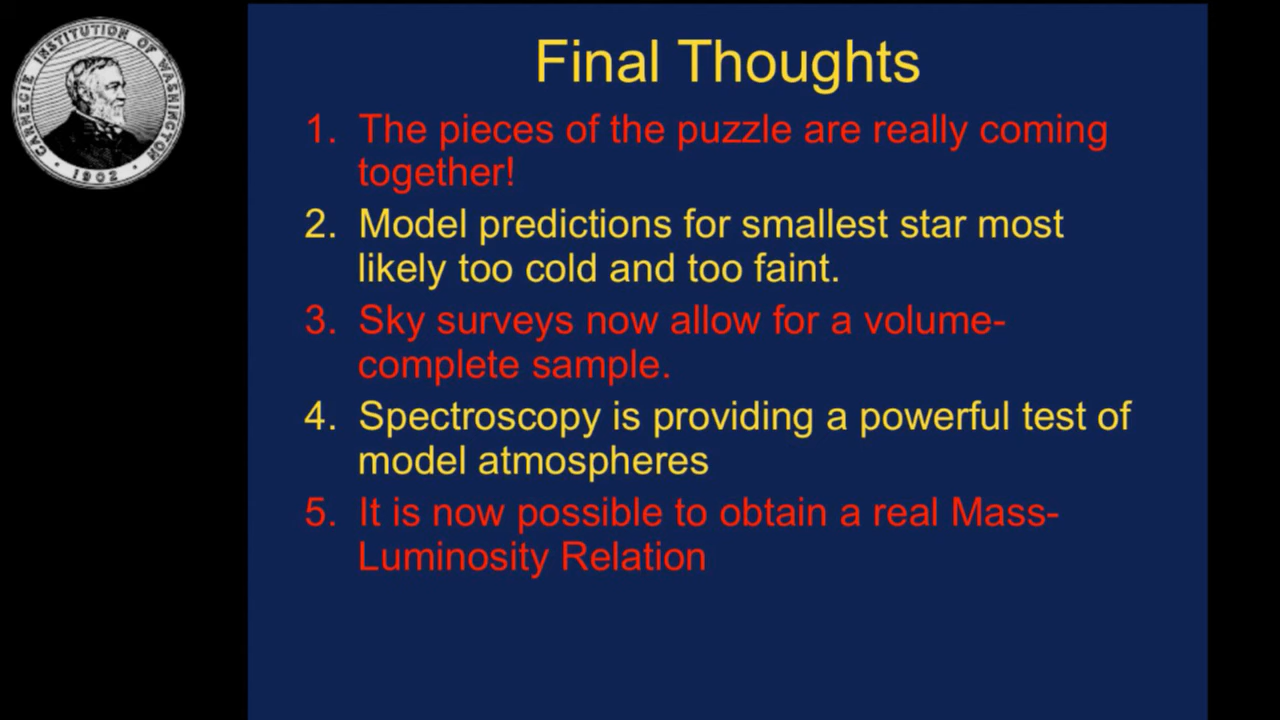 CARNEGIE INSTITUTION OF WASHINGTON
1902
Final Thoughts
1. The pieces of the puzzle are really coming
together!
2. Model predictions for smallest star most
likely too cold and too faint.
3. Sky surveys now allow for a volume-
complete sample.
4. Spectroscopy is providing a powerful test of
model atmospheres
5. It is now possible to obtain a real Mass-
Luminosity Relation